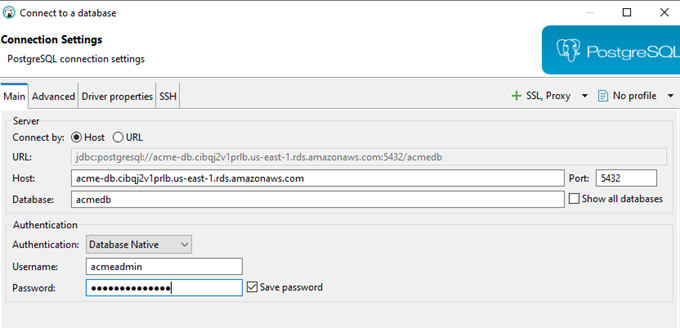 Connect to a database
Connection Settings
PostgreSQL connection settings
PostgreSQL
Main Advanced Driver properties SSH SSL, Proxy No profile
Server
Connect by: Host URL
URL: jdbc:postgresql://acme-db.cibqj2v1prlb.us-east-1.rds.amazonaws.com:5432/acmedb
Host: acme-db.cibqj2v1prlb.us-east-1.rds.amazonaws.com Port: 5432
Database: acmedb Show all databases
Authentication
Authentication: Database Native
Username: acmeadmin
Password: ●●●●●●●●●●●●●● Save password